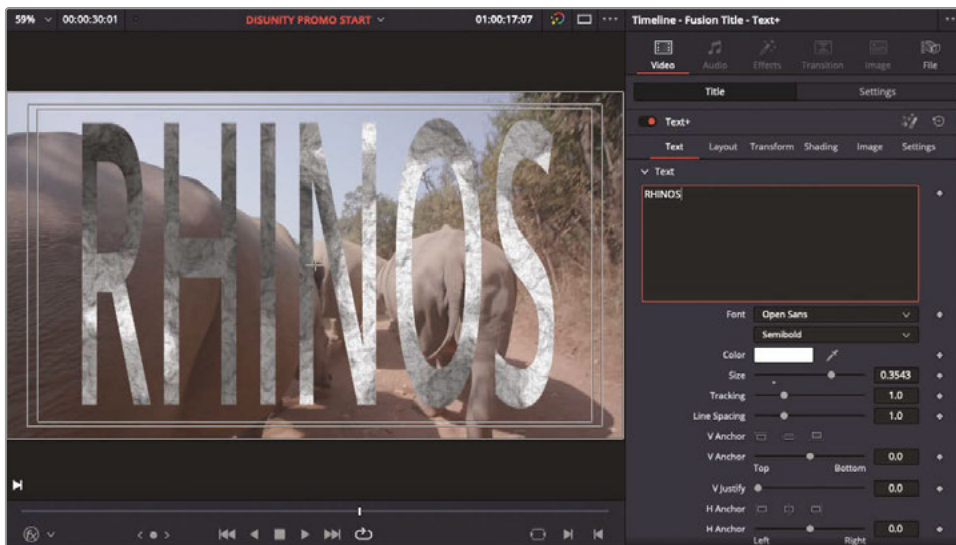 59% 00:00:30:01 DISUNITY PROMO START 01:00:17:07 Timeline - Fusion Title - Text+
Video Audio Effects Transition Image File
Title Settings
Text+
Text Layout Transform Shading Image Settings
Text
RHINOS
RHINOS
Font Open Sans
Semibold
Color
Size 0.3543
Tracking 1.0
Line Spacing 1.0
V Anchor
V Anchor 0.0
Top Bottom
V Justify 0.0
H Anchor
H Anchor 0.0
Left Right